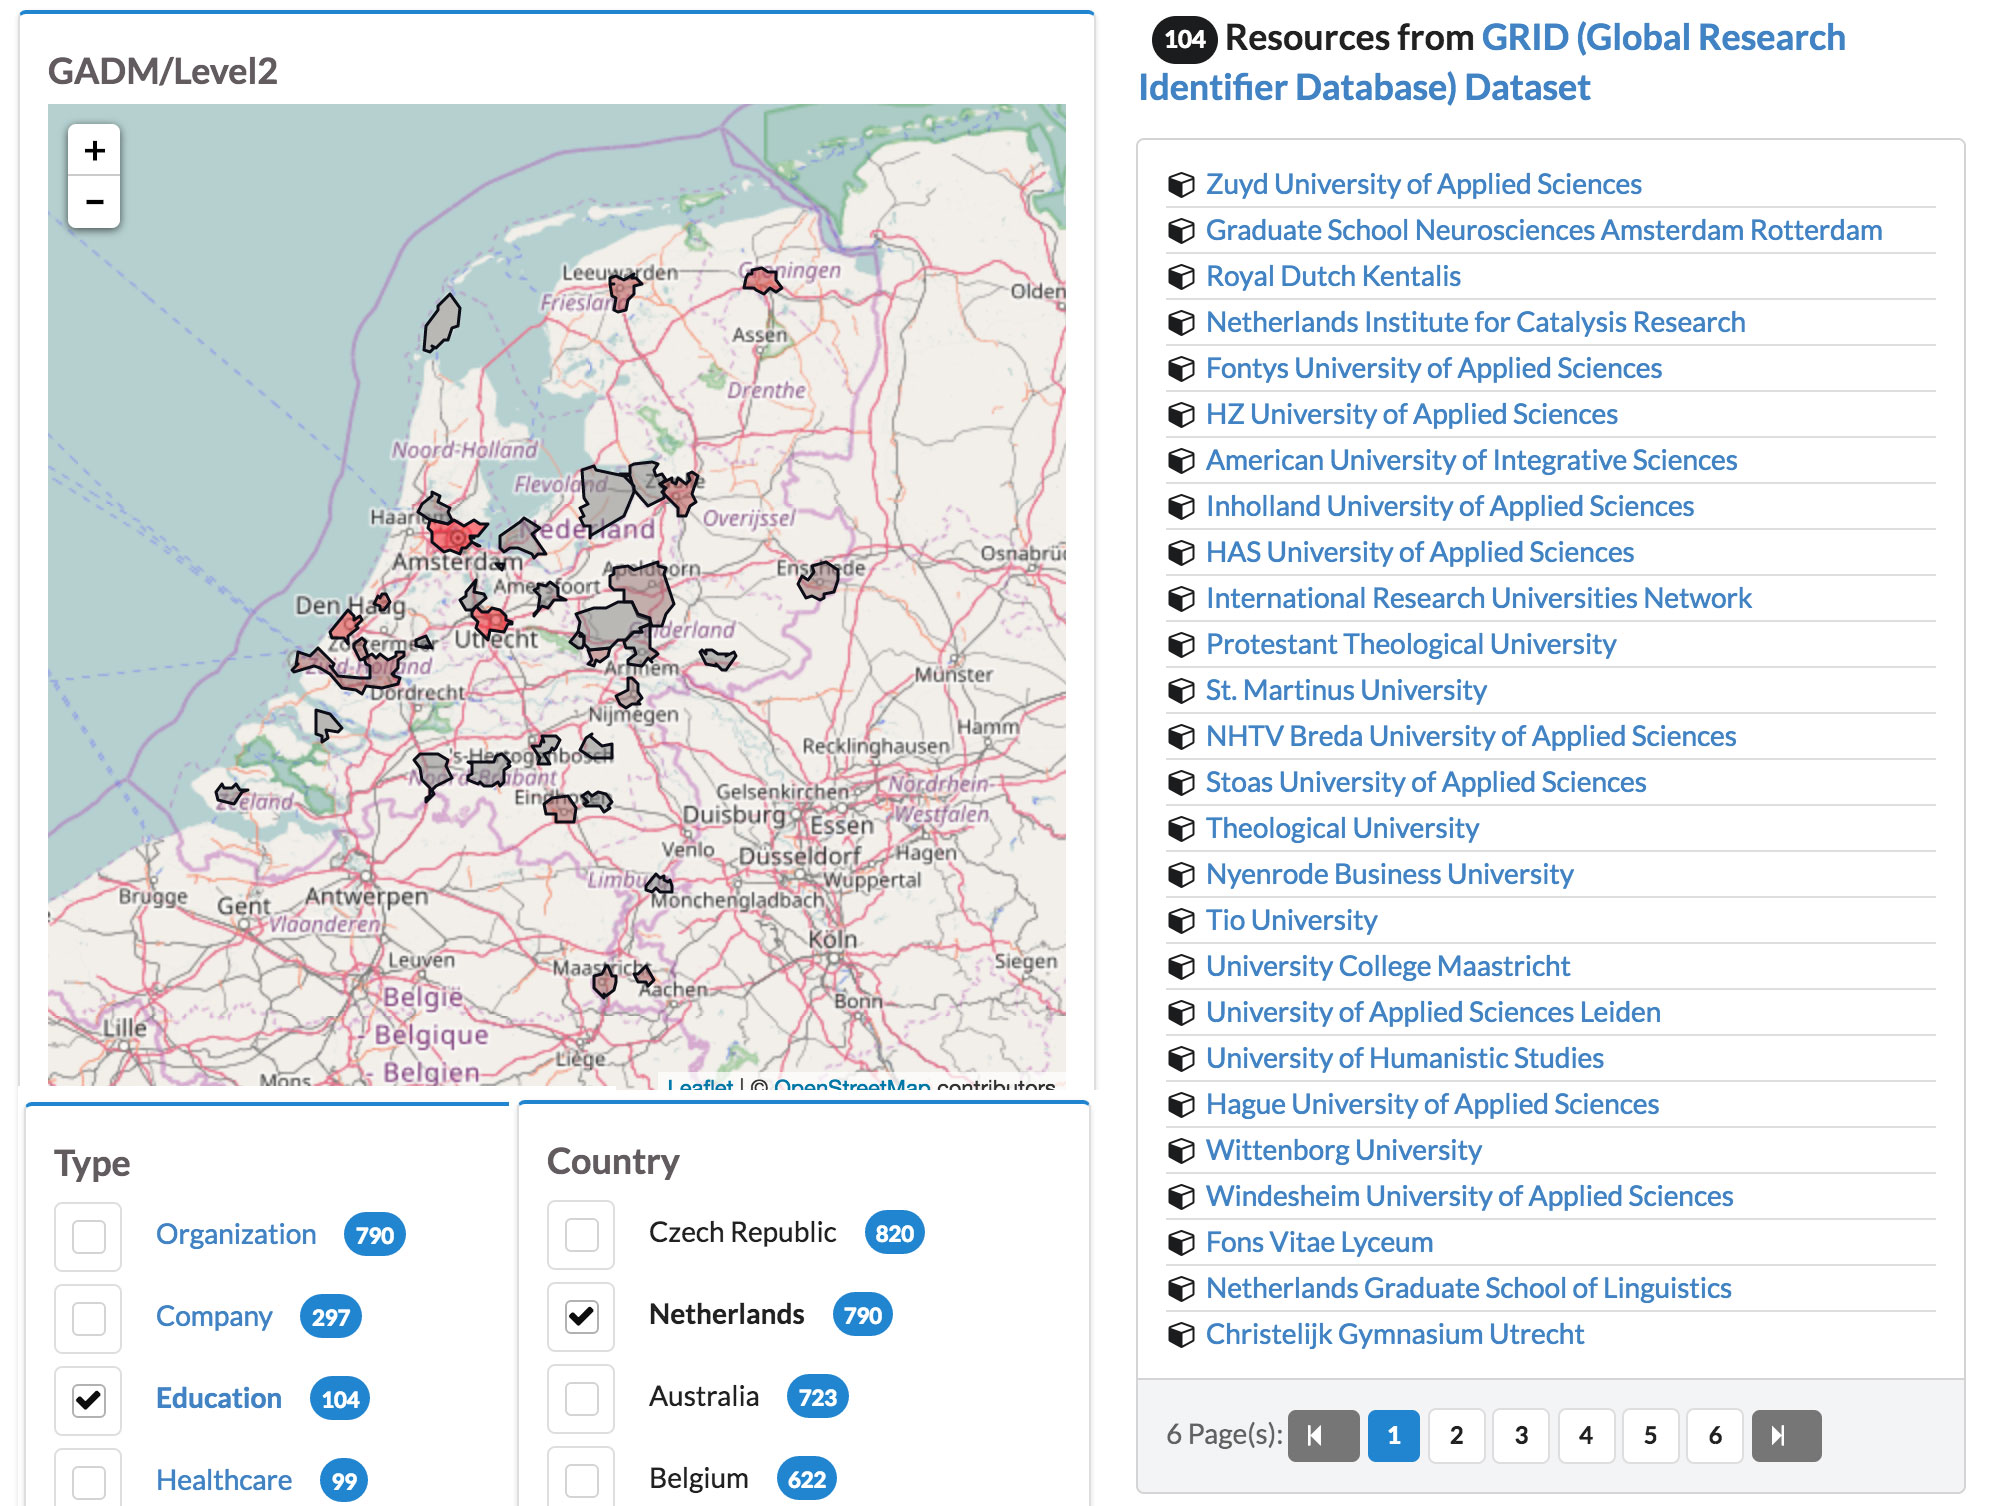 GADM/Level2
+
−
Leeuwarden
Groningen
Friesland
Olden
Assen
Drenthe
Noord-Holland
Flevoland
Haarlem
Overijssel
Nederland
Amsterdam
Osnabrüc
Apeldoorn
Enschede
Amersfoort
Den Haag
Utrecht
Gelderland
Zoetermeer
Zuid-Holland
Arnhem
Münster
Dordrecht
Nijmegen
Hamm
Recklinghausen
's-Hertogenbosch
Noord-Brabant
Nordrhein-
Westfalen
Gelsenkirchen
Zeeland
Eindhoven
Duisburg
Essen
Venlo
Düsseldorf
Hagen
Limburg
Wuppertal
Brugge
Gent
Antwerpen
Monchengladbach
Vlaanderen
Köln
Leuven
Maastricht
Siegen
Aachen
België
Bonn
Lille
- Belgique
Liège
- Belgien
Mons
Leaflet | © OpenStreetMap contributors
Type
Organization 790
Company 297
Education 104
Healthcare 99
Country
Czech Republic 820
Netherlands 790
Australia 723
Belgium 622
104 Resources from GRID (Global Research
Identifier Database) Dataset
Zuyd University of Applied Sciences
Graduate School Neurosciences Amsterdam Rotterdam
Royal Dutch Kentalis
Netherlands Institute for Catalysis Research
Fontys University of Applied Sciences
HZ University of Applied Sciences
American University of Integrative Sciences
Inholland University of Applied Sciences
HAS University of Applied Sciences
International Research Universities Network
Protestant Theological University
St. Martinus University
NHTV Breda University of Applied Sciences
Stoas University of Applied Sciences
Theological University
Nyenrode Business University
Tio University
University College Maastricht
University of Applied Sciences Leiden
University of Humanistic Studies
Hague University of Applied Sciences
Wittenborg University
Windesheim University of Applied Sciences
Fons Vitae Lyceum
Netherlands Graduate School of Linguistics
Christelijk Gymnasium Utrecht
6 Page(s): 1 2 3 4 5 6